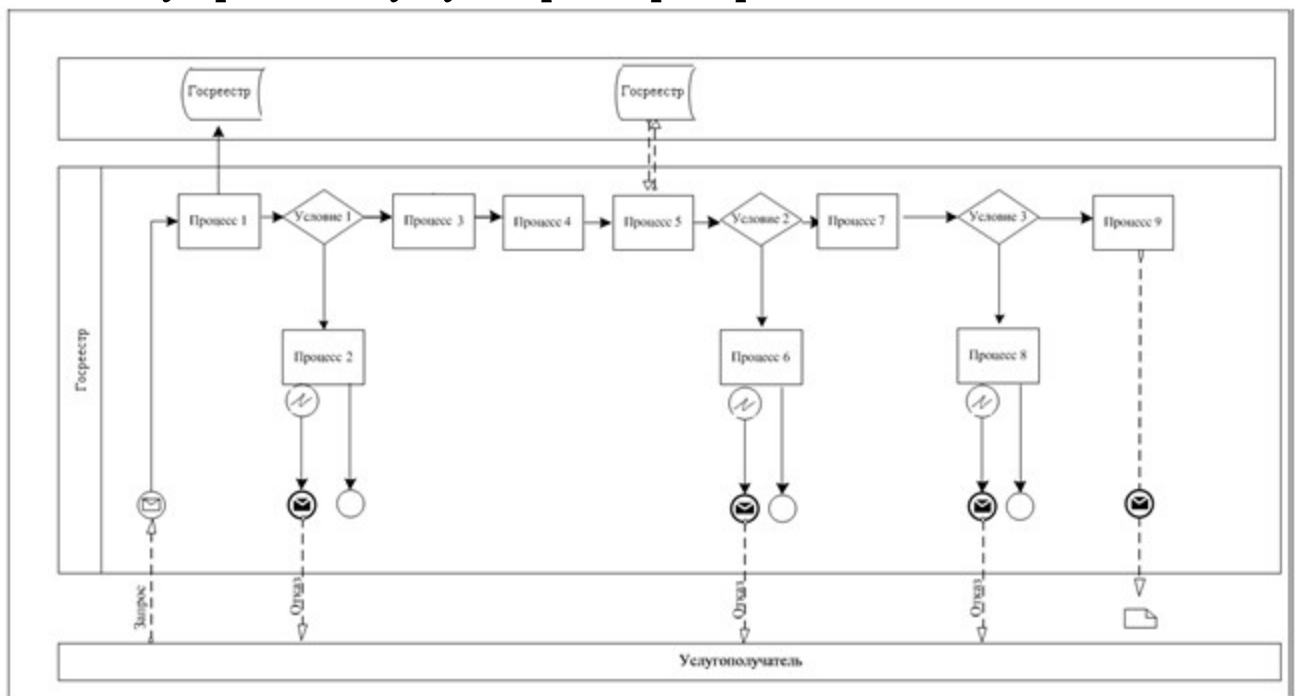 Госреестр
Госреестр
Госреестр
Процесс 1
Условие 1
Процесс 3
Процесс 4
Процесс 5
Условие 2
Процесс 7
Условие 3
Процесс 9
Процесс 2
Процесс 6
Процесс 8
Запрос
Отказ
Отказ
Отказ
Услугополучатель